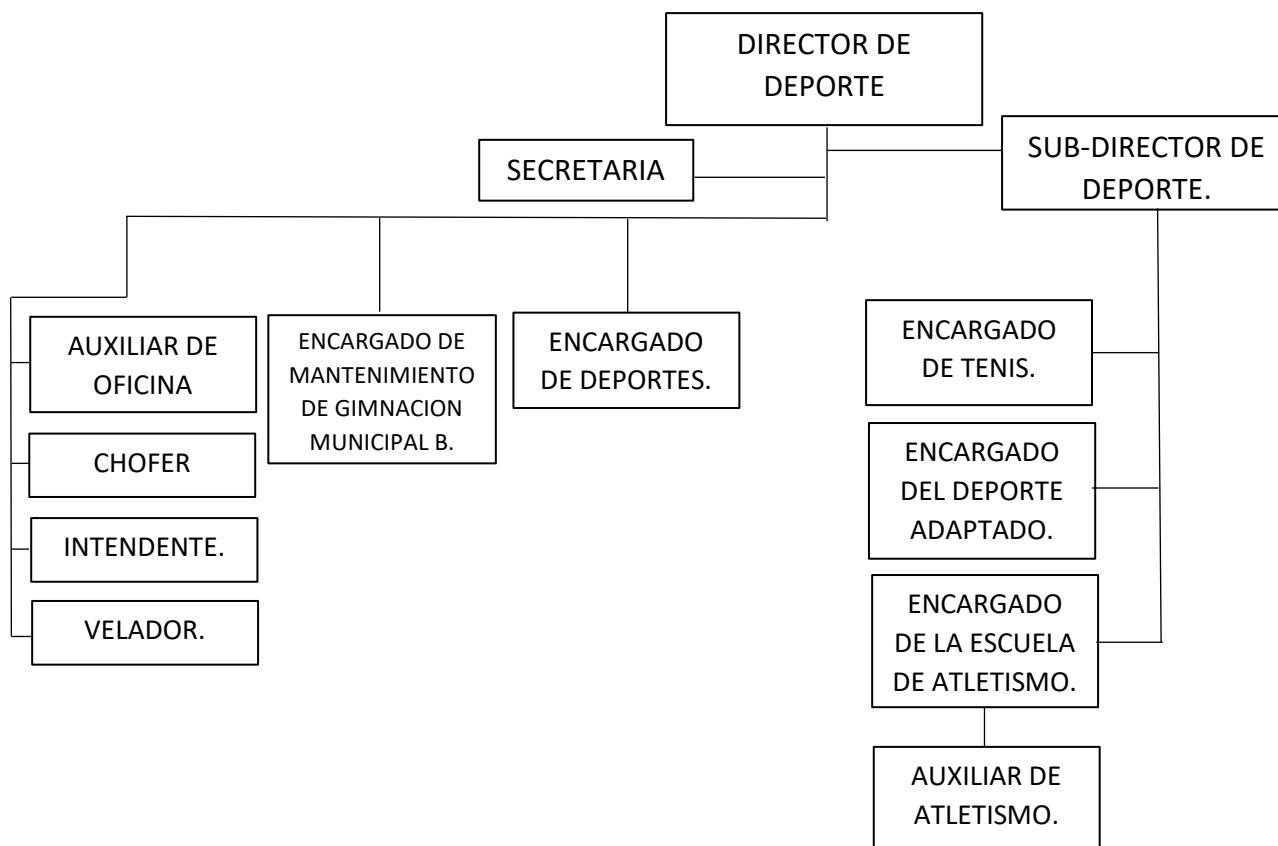 DIRECTOR DE
DEPORTE
SECRETARIA
SUB-DIRECTOR DE
DEPORTE.
AUXILIAR DE
OFICINA
CHOFER
INTENDENTE.
VELADOR.
ENCARGADO DE
MANTENIMIENTO
DE GIMNACION
MUNICIPAL B.
ENCARGADO
DE DEPORTES.
ENCARGADO
DE TENIS.
ENCARGADO
DEL DEPORTE
ADAPTADO.
ENCARGADO
DE LA ESCUELA
DE ATLETISMO.
AUXILIAR DE
ATLETISMO.